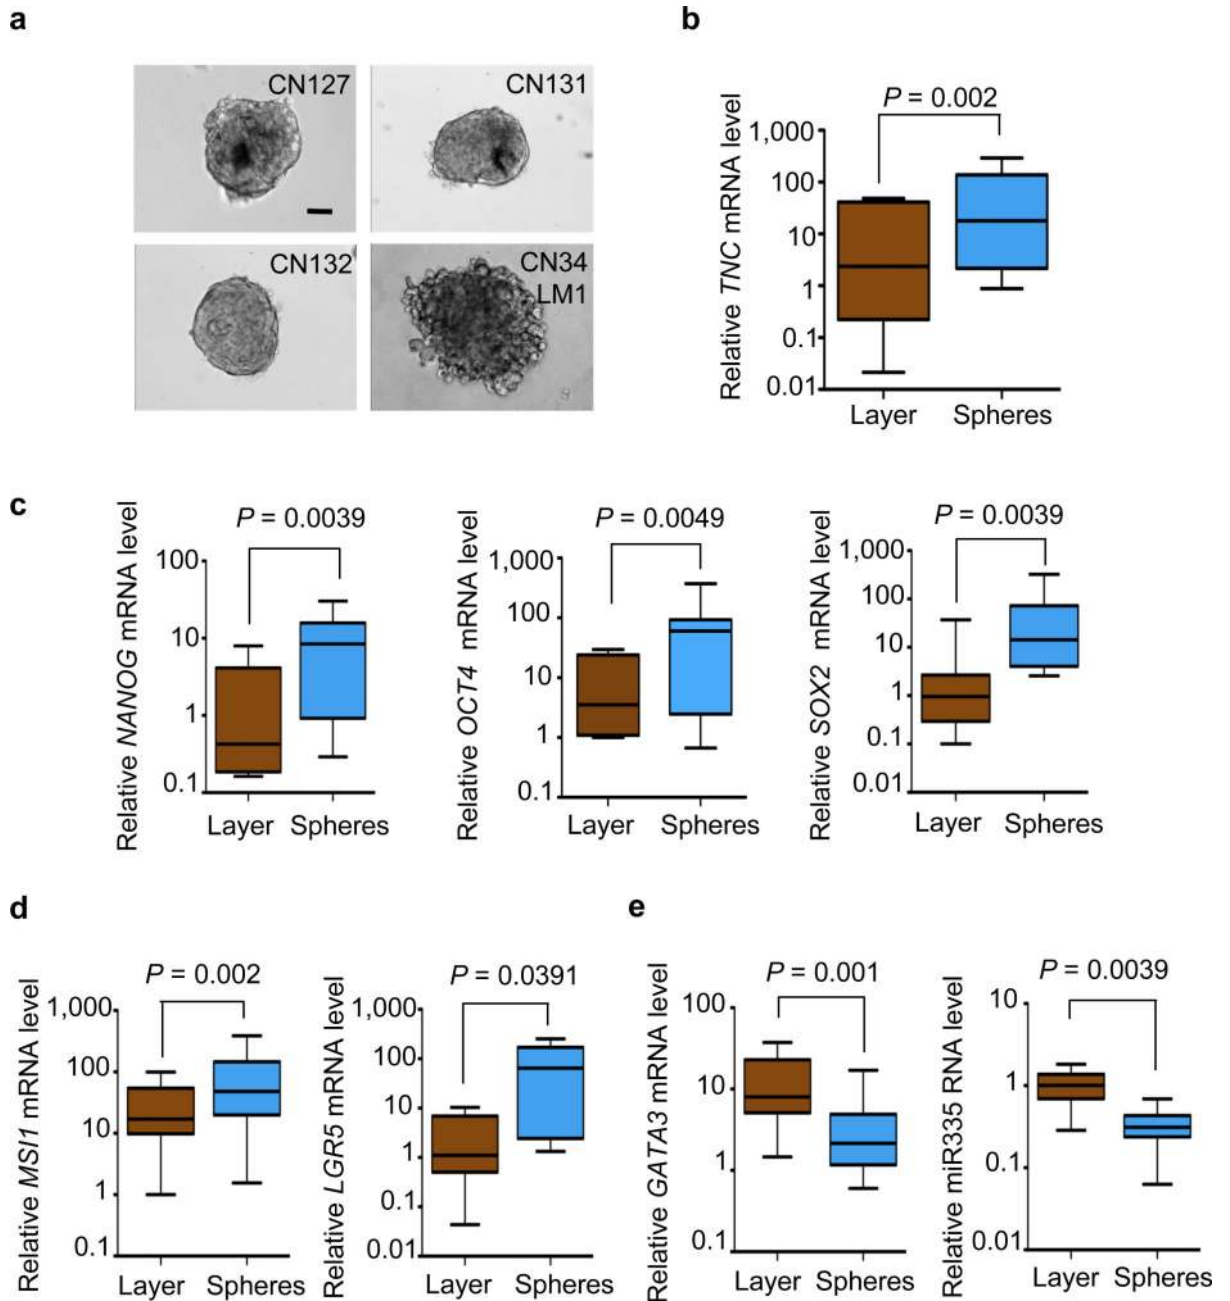 a
CN127
CN131
CN132
CN34
LM1
b
P = 0.002
Relative TNC mRNA level
1,000
100
10
1
0.1
0.01
Layer
Spheres
c
P = 0.0039
Relative NANOG mRNA level
100
10
1
0.1
Layer
Spheres
P = 0.0049
Relative OCT4 mRNA level
1,000
100
10
1
0.1
Layer
Spheres
P = 0.0039
Relative SOX2 mRNA level
1,000
100
10
1
0.1
0.01
Layer
Spheres
d
P = 0.002
Relative MSI1 mRNA level
1,000
100
10
1
0.1
Layer
Spheres
P = 0.0391
Relative LGR5 mRNA level
1,000
100
10
1
0.1
0.01
Layer
Spheres
e
P = 0.001
Relative GATA3 mRNA level
100
10
1
0.1
Layer
Spheres
P = 0.0039
Relative miR335 RNA level
10
1
0.1
0.01
Layer
Spheres